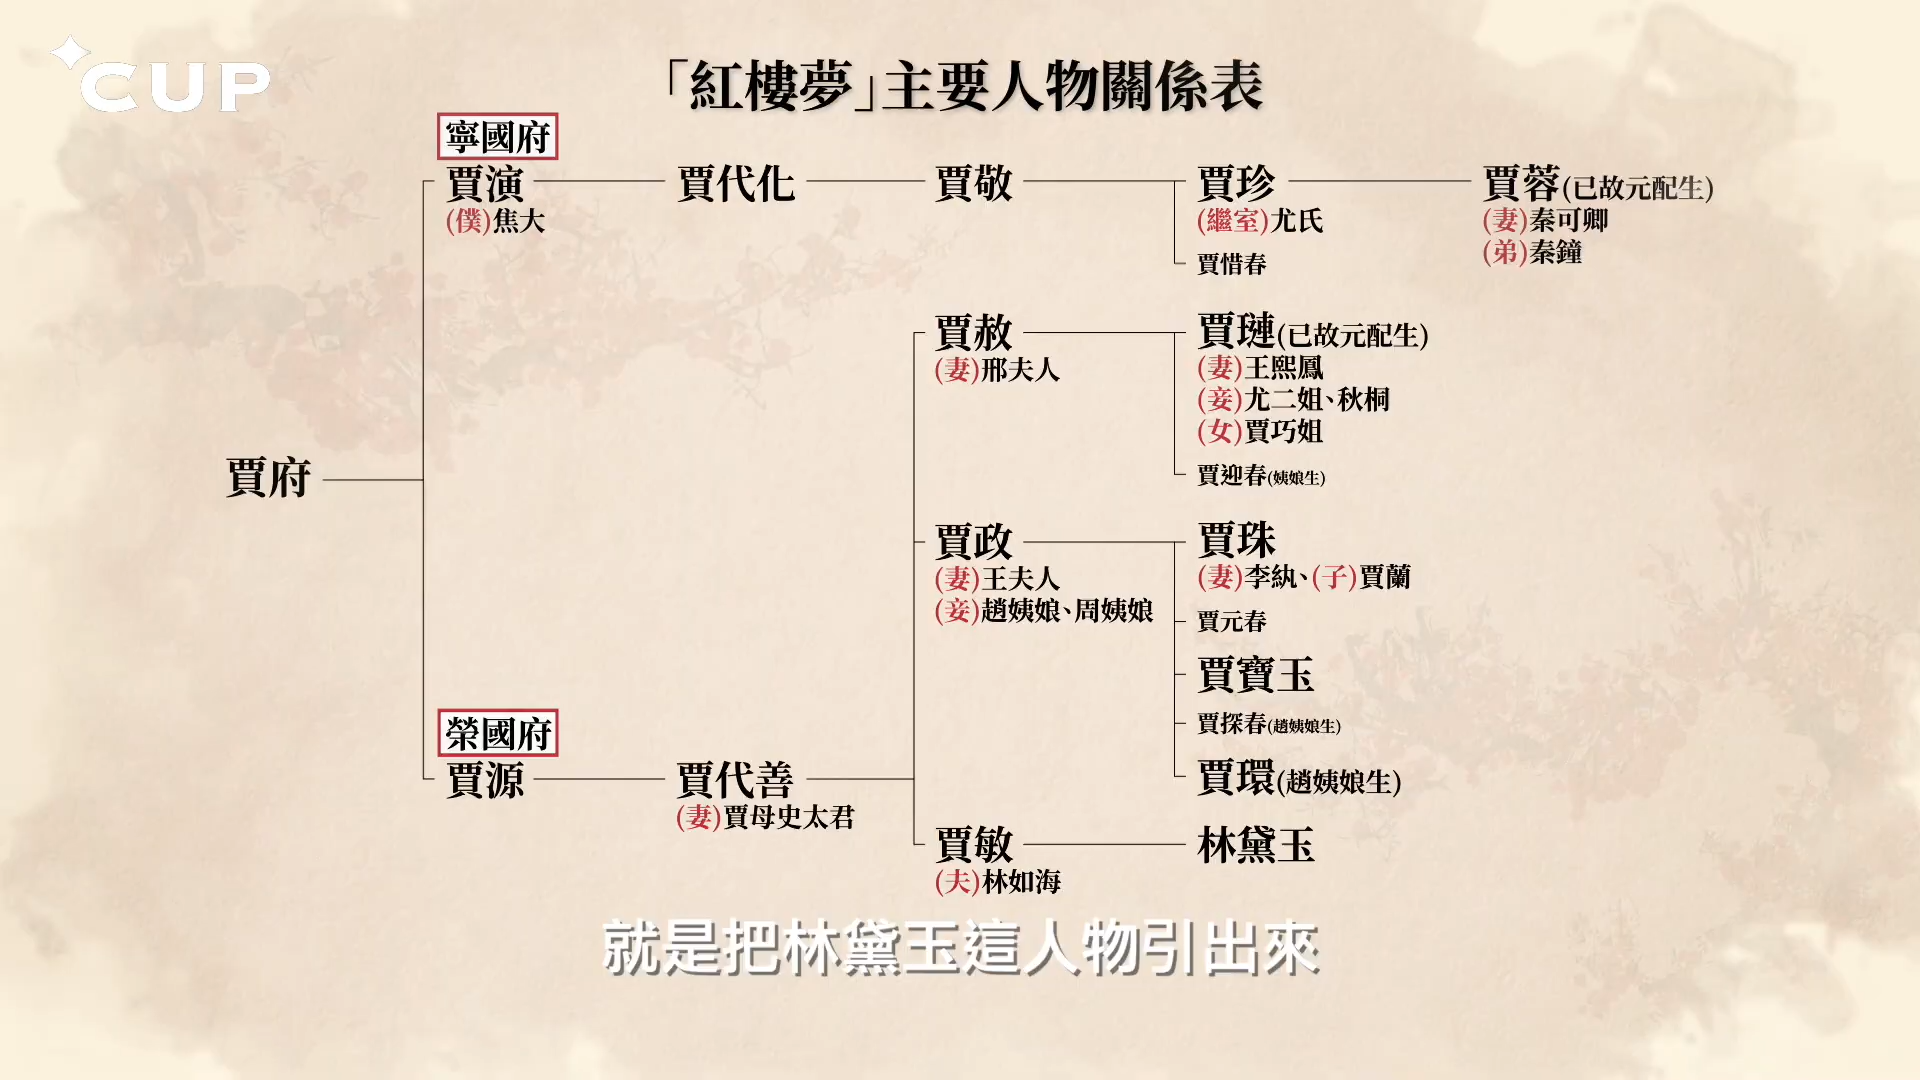 CUP
「紅樓夢」主要人物關係表
寧國府
賈演
(僕)焦大
賈代化
賈敬
賈珍
(繼室)尤氏
賈惜春
賈蓉(已故元配生)
(妻)秦可卿
(弟)秦鐘
賈府
榮國府
賈源
賈代善
(妻)賈母史太君
賈赦
(妻)邢夫人
賈璉(已故元配生)
(妻)王熙鳳
(妾)尤二姐、秋桐
(女)賈巧姐
賈迎春(姨娘生)
賈政
(妻)王夫人
(妾)趙姨娘、周姨娘
賈珠
(妻)李紈、(子)賈蘭
賈元春
賈寶玉
賈探春(趙姨娘生)
賈環(趙姨娘生)
賈敏
(夫)林如海
林黛玉
就是把林黛玉這人物引出來